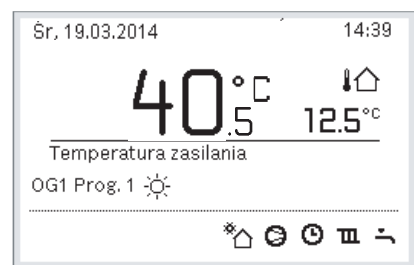 Śr, 19.03.2014 14:39
40.5 °C
12.5°C
Temperatura zasilania
OG1 Prog. 1